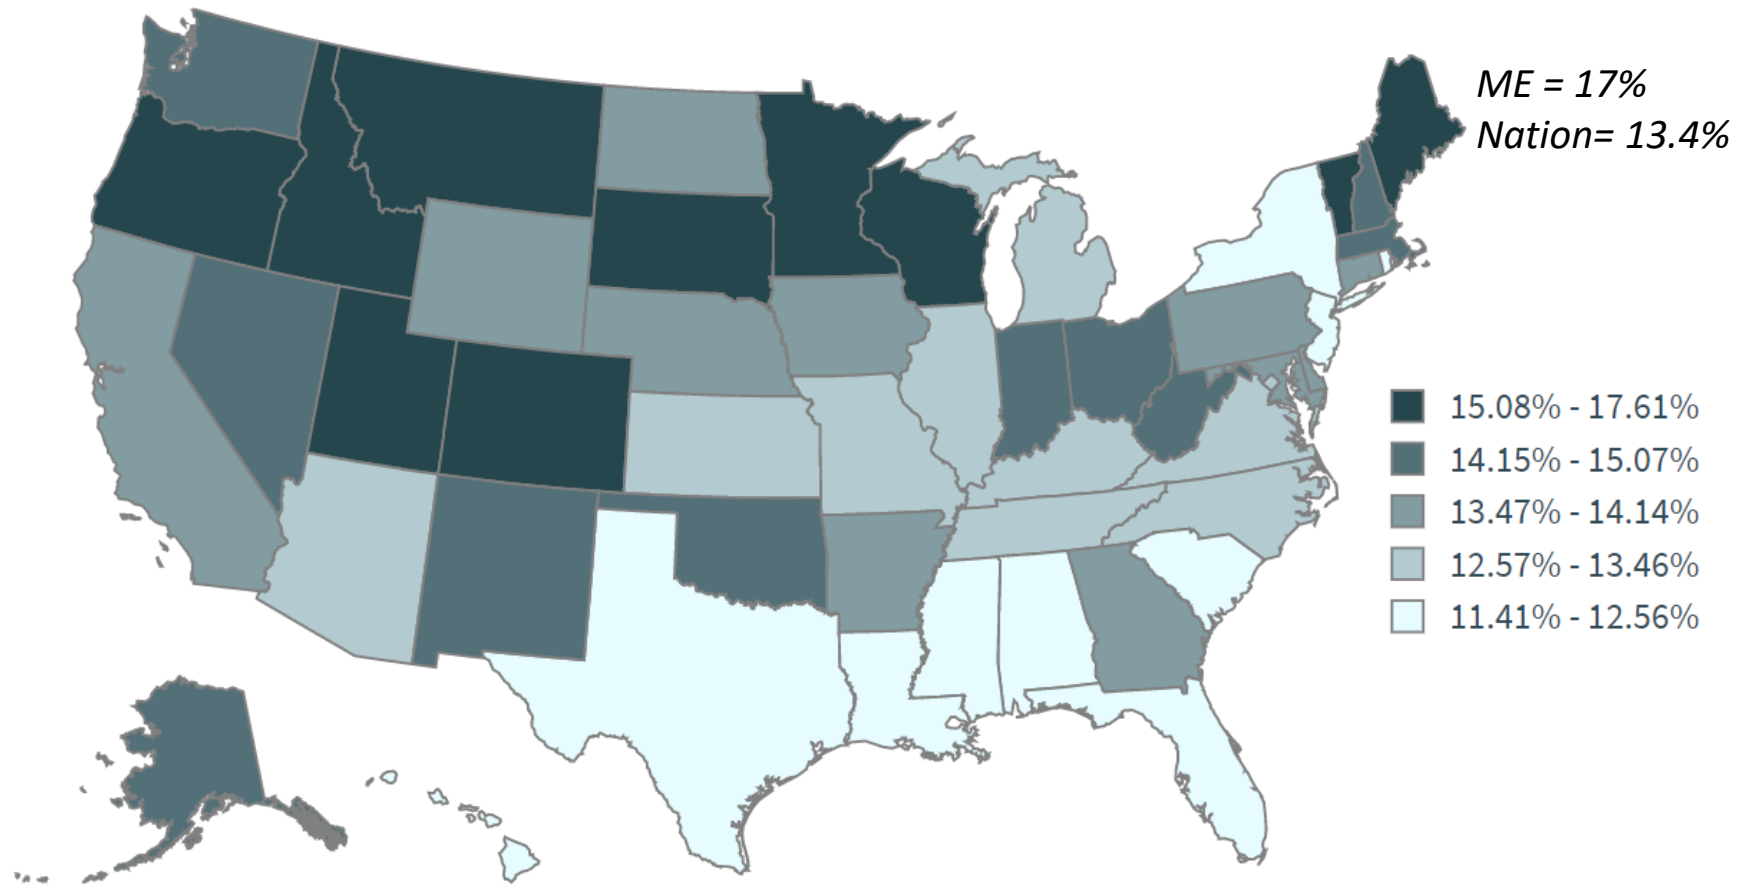 ME = 17%
Nation= 13.4%
15.08% - 17.61%
14.15% - 15.07%
13.47% - 14.14%
12.57% - 13.46%
11.41% - 12.56%